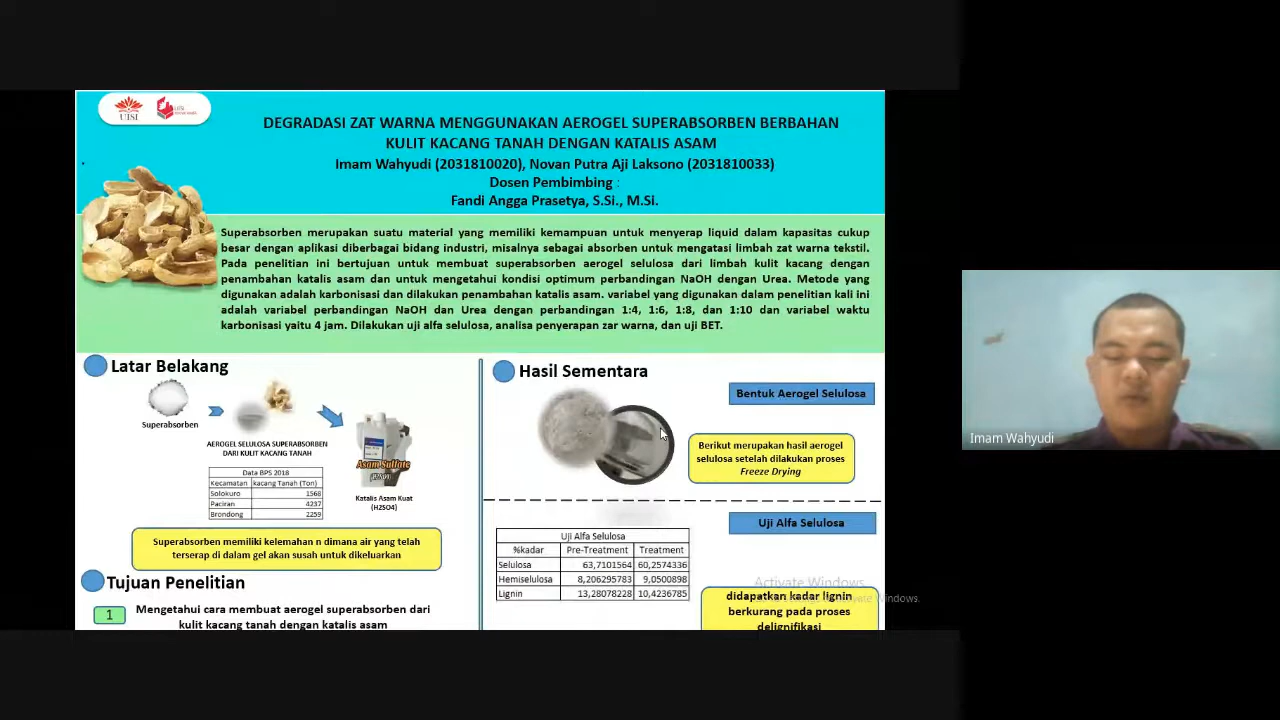 UISI
DEGRADASI ZAT WARNA MENGGUNAKAN AEROGEL SUPERABSORBEN BERBAHAN
KULIT KACANG TANAH DENGAN KATALIS ASAM
Imam Wahyudi (2031810020), Novan Putra Aji Laksono (2031810033)
Dosen Pembimbing :
Fandi Angga Prasetya, S.Si., M.Si.
Superabsorben merupakan suatu material yang memiliki kemampuan untuk menyerap liquid dalam kapasitas cukup
besar dengan aplikasi diberbagai bidang industri, misalnya sebagai absorben untuk mengatasi limbah zat warna tekstil.
Pada penelitian ini bertujuan untuk membuat superabsorben aerogel selulosa dari limbah kulit kacang dengan
penambahan katalis asam dan untuk mengetahui kondisi optimum perbandingan NaOH dengan Urea. Metode yang
digunakan adalah karbonisasi dan dilakukan penambahan katalis asam. variabel yang digunakan dalam penelitian kali ini
adalah variabel perbandingan NaOH dan Urea dengan perbandingan 1:4, 1:6, 1:8, dan 1:10 dan variabel waktu
karbonisasi yaitu 4 jam. Dilakukan uji alfa selulosa, analisa penyerapan zar warna, dan uji BET.
Latar Belakang
Superabsorben
AEROGEL SELULOSA SUPERABSORBEN
DARI KULIT KACANG TANAH
Asam Sulfate
Katalis Asam Kuat
(H2SO4)
Data BPS 2018
Kecamatan kacang Tanah (Ton)
Solokuro 1568
Paciran 4237
Brondong 2259
Superabsorben memiliki kelemahan n dimana air yang telah
terserap di dalam gel akan susah untuk dikeluarkan
Tujuan Penelitian
1
Mengetahui cara membuat aerogel superabsorben dari
kulit kacang tanah dengan katalis asam
Hasil Sementara
Bentuk Aerogel Selulosa
Berikut merupakan hasil aerogel
selulosa setelah dilakukan proses
Freeze Drying
Uji Alfa Selulosa
Uji Alfa Selulosa
%kadar Pre-Treatment Treatment
Selulosa 63,7101564 60,2574336
Hemiselulosa 8,206295783 9,0500898
Lignin 13,28078228 10,4236785
didapatkan kadar lignin
berkurang pada proses
delignifikasi
Activate Windows
Imam Wahyudi